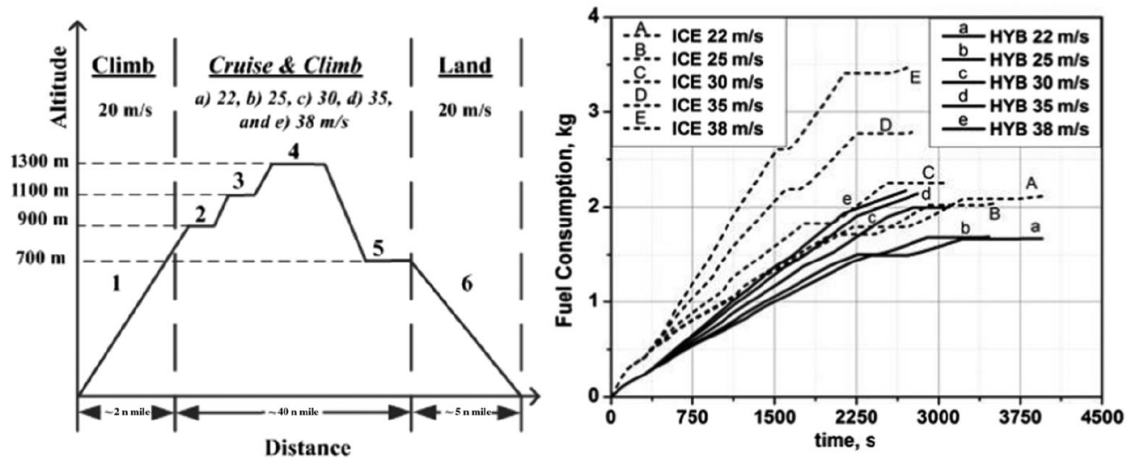 Altitude
Climb
20 m/s
Cruise & Climb
a) 22, b) 25, c) 30, d) 35,
and e) 38 m/s
Land
20 m/s
1300 m
1100 m
900 m
700 m
1
2
3
4
5
6
~2 n mile
~40 n mile
~5 n mile
Distance
Fuel Consumption, kg
4
3
2
1
0
A ICE 22 m/s
B ICE 25 m/s
C ICE 30 m/s
D ICE 35 m/s
E ICE 38 m/s
a HYB 22 m/s
b HYB 25 m/s
c HYB 30 m/s
d HYB 35 m/s
e HYB 38 m/s
E
D
C
A
B
e
d
c
b
a
0 750 1500 2250 3000 3750 4500
time, s